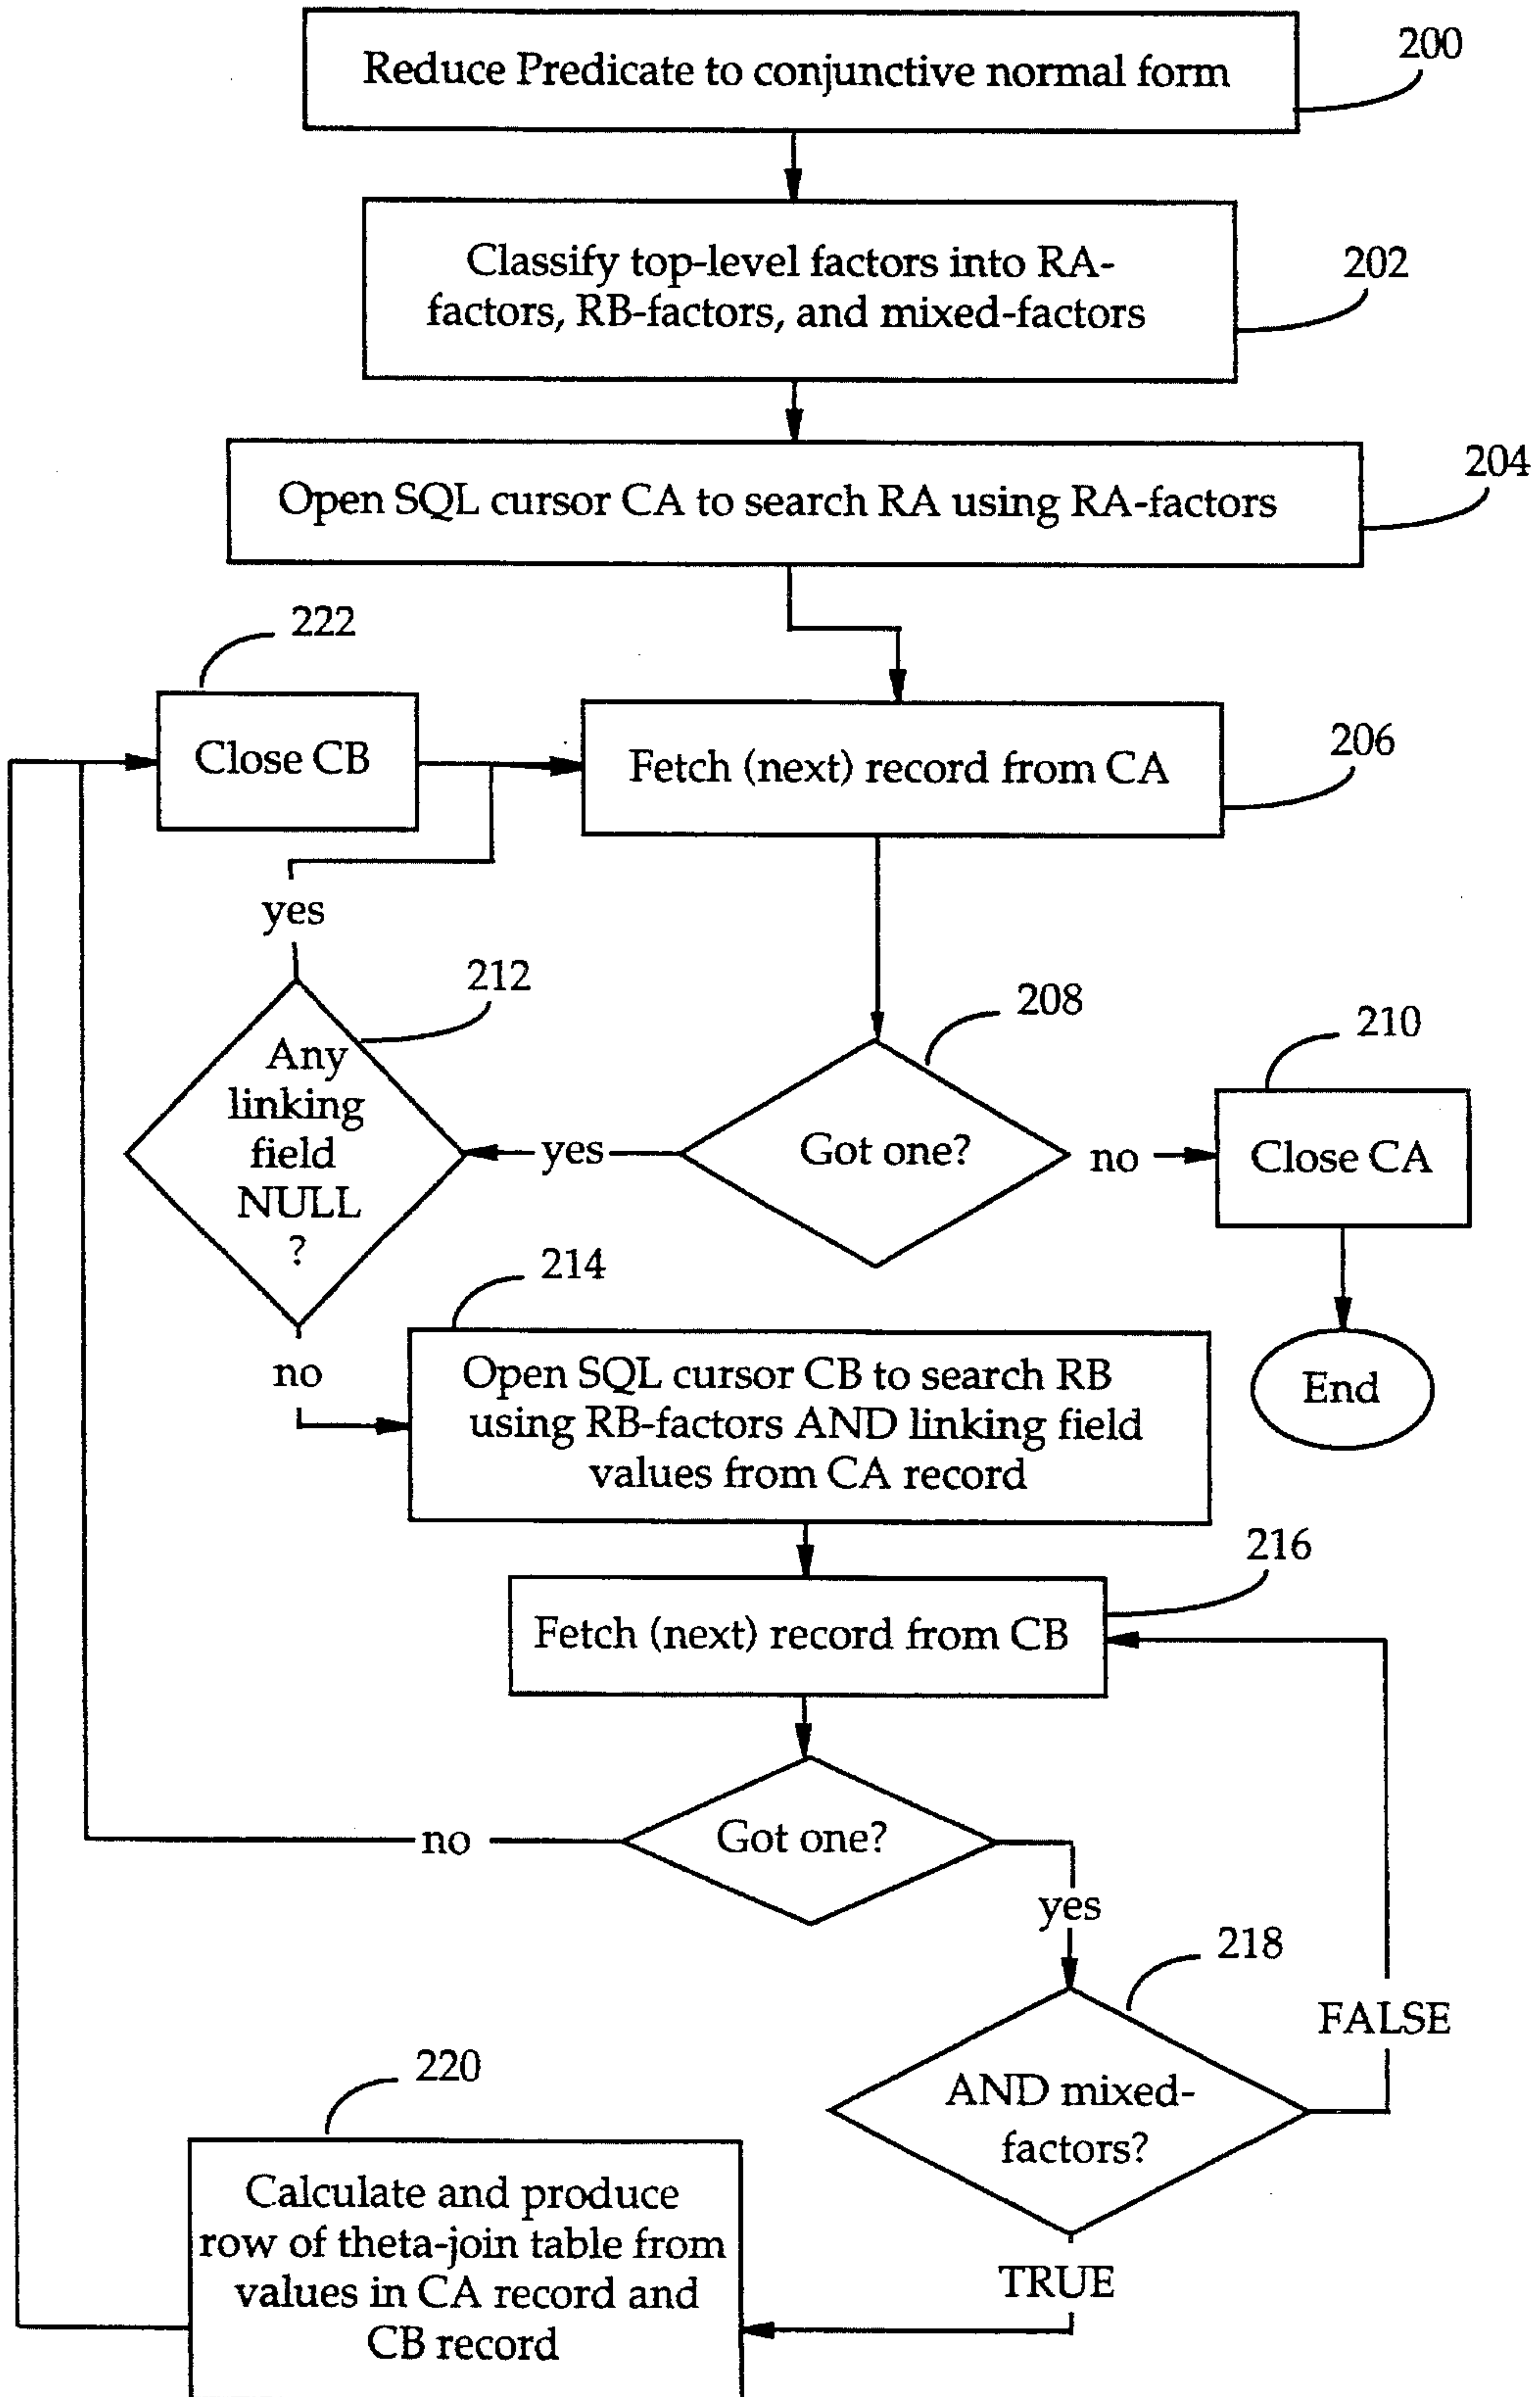 Reduce Predicate to conjunctive normal form
200
Classify top-level factors into RA-
factors, RB-factors, and mixed-factors
202
Open SQL cursor CA to search RA using RA-factors
204
222
Close CB
Fetch (next) record from CA
206
yes
212
Any
linking
field
NULL
?
208
Got one?
yes
no
210
Close CA
End
no
214
Open SQL cursor CB to search RB
using RB-factors AND linking field
values from CA record
216
Fetch (next) record from CB
Got one?
no
yes
218
AND mixed-
factors?
FALSE
TRUE
220
Calculate and produce
row of theta-join table from
values in CA record and
CB record